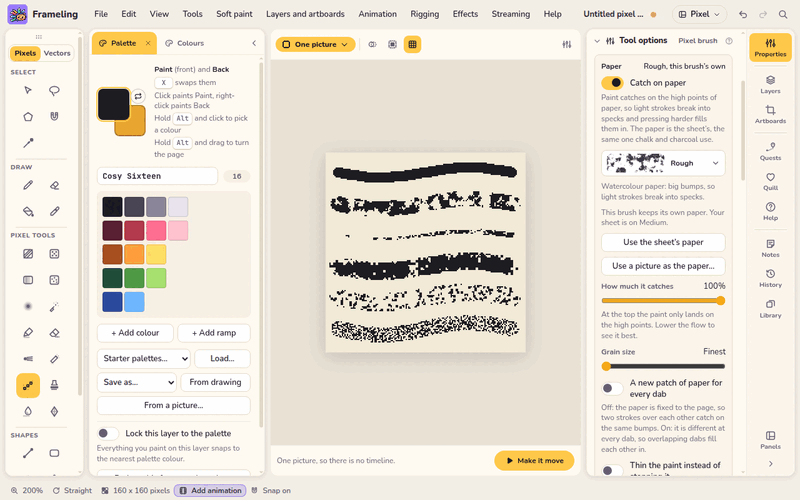 Frameling File Edit View Tools Soft paint Layers and artboards Animation Rigging Effects Streaming Help Untitled pixel ... Pixel
Pixels Vectors
SELECT
DRAW
PIXEL TOOLS
SHAPES
Palette Colours
Paint (front) and Back
X swaps them
Click paints Paint, right-
click paints Back
Hold Alt and click to pick
a colour
Hold Alt and drag to turn
the page
Cosy Sixteen 16
+ Add colour + Add ramp
Starter palettes... Load...
Save as... From drawing
From a picture...
Lock this layer to the palette
Everything you paint on this layer snaps to
the nearest palette colour.
One picture
One picture, so there is no timeline. Make it move
Tool options Pixel brush
Paper Rough, this brush's own
Catch on paper
Paint catches on the high points of
paper, so light strokes break into
specks and pressing harder fills
them in. The paper is the sheet's, the
same one chalk and charcoal use.
Rough
Watercolour paper: big bumps, so
light strokes break into specks.
This brush keeps its own paper. Your
sheet is on Medium.
Use the sheet's paper
Use a picture as the paper...
How much it catches 100%
At the top the paint only lands on
the high points. Lower the flow to
see it best.
Grain size Finest
A new patch of paper for
every dab
Off: the paper is fixed to the page, so
two strokes over each other catch on
the same bumps. On: it is different at
every dab, so overlapping dabs fill
each other in.
Thin the paint instead of
Properties
Layers
Artboards
Quests
Quill
Help
Notes
History
Library
Panels
200% Straight 160 x 160 pixels Add animation Snap on